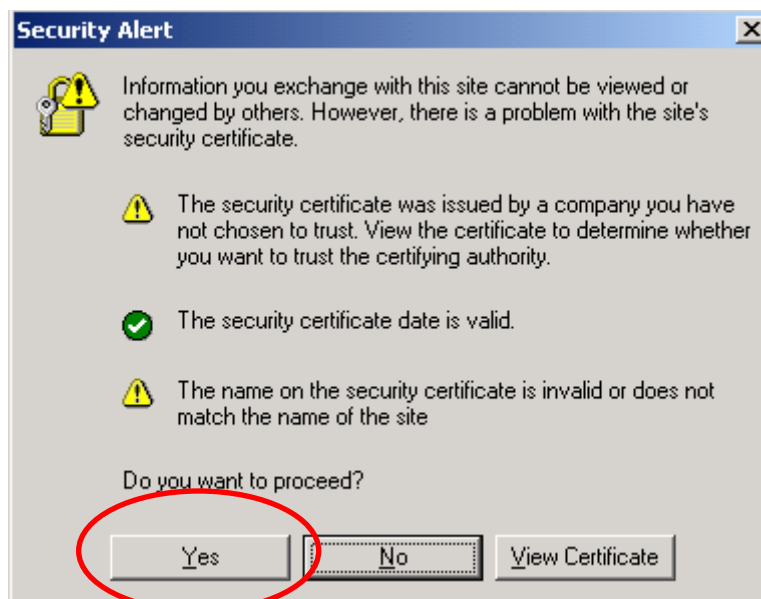 Security Alert
Information you exchange with this site cannot be viewed or
changed by others. However, there is a problem with the site's
security certificate.
The security certificate was issued by a company you have
not chosen to trust. View the certificate to determine whether
you want to trust the certifying authority.
The security certificate date is valid.
The name on the security certificate is invalid or does not
match the name of the site
Do you want to proceed?
Yes No View Certificate